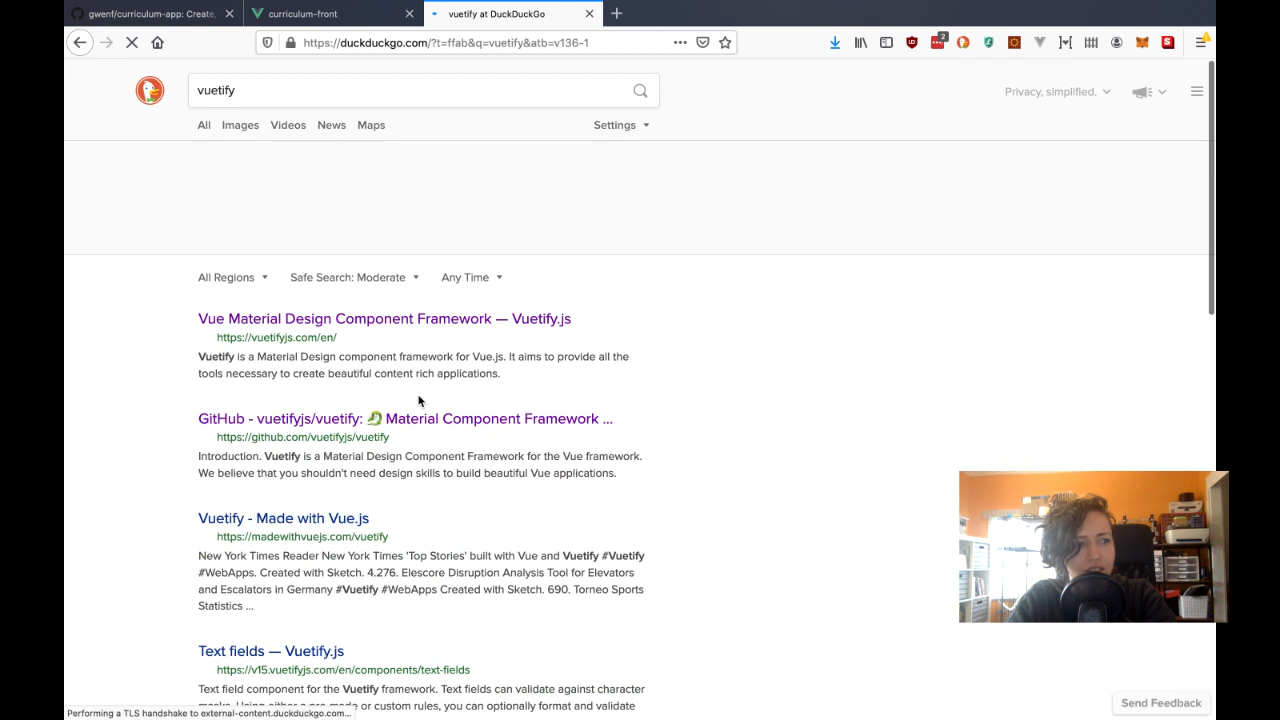 gwenf/curriculum-app: Create,
curriculum-front
vuetify at DuckDuckGo
https://duckduckgo.com/?t=ffab&q=vuetify&atb=v136-1
2
vuetify
Privacy, simplified.
All Images Videos News Maps Settings
All Regions Safe Search: Moderate Any Time
Vue Material Design Component Framework — Vuetify.js
https://vuetifyjs.com/en/
Vuetify is a Material Design component framework for Vue.js. It aims to provide all the
tools necessary to create beautiful content rich applications.
GitHub - vuetifyjs/vuetify: Material Component Framework ...
https://github.com/vuetifyjs/vuetify
Introduction. Vuetify is a Material Design Component Framework for the Vue framework.
We believe that you shouldn't need design skills to build beautiful Vue applications.
Vuetify - Made with Vue.js
https://madewithvuejs.com/vuetify
New York Times Reader New York Times 'Top Stories' built with Vue and Vuetify #Vuetify
#WebApps. Created with Sketch. 4.276. Elescore Disruption Analysis Tool for Elevators
and Escalators in Germany #Vuetify #WebApps Created with Sketch. 690. Torneo Sports
Statistics ...
Text fields — Vuetify.js
https://v15.vuetifyjs.com/en/components/text-fields
Text field component for the Vuetify framework. Text fields can validate against character
masks. Using either a pre-made or custom rules, you can optionally format and validate
Send Feedback
Performing a TLS handshake to external-content.duckduckgo.com...